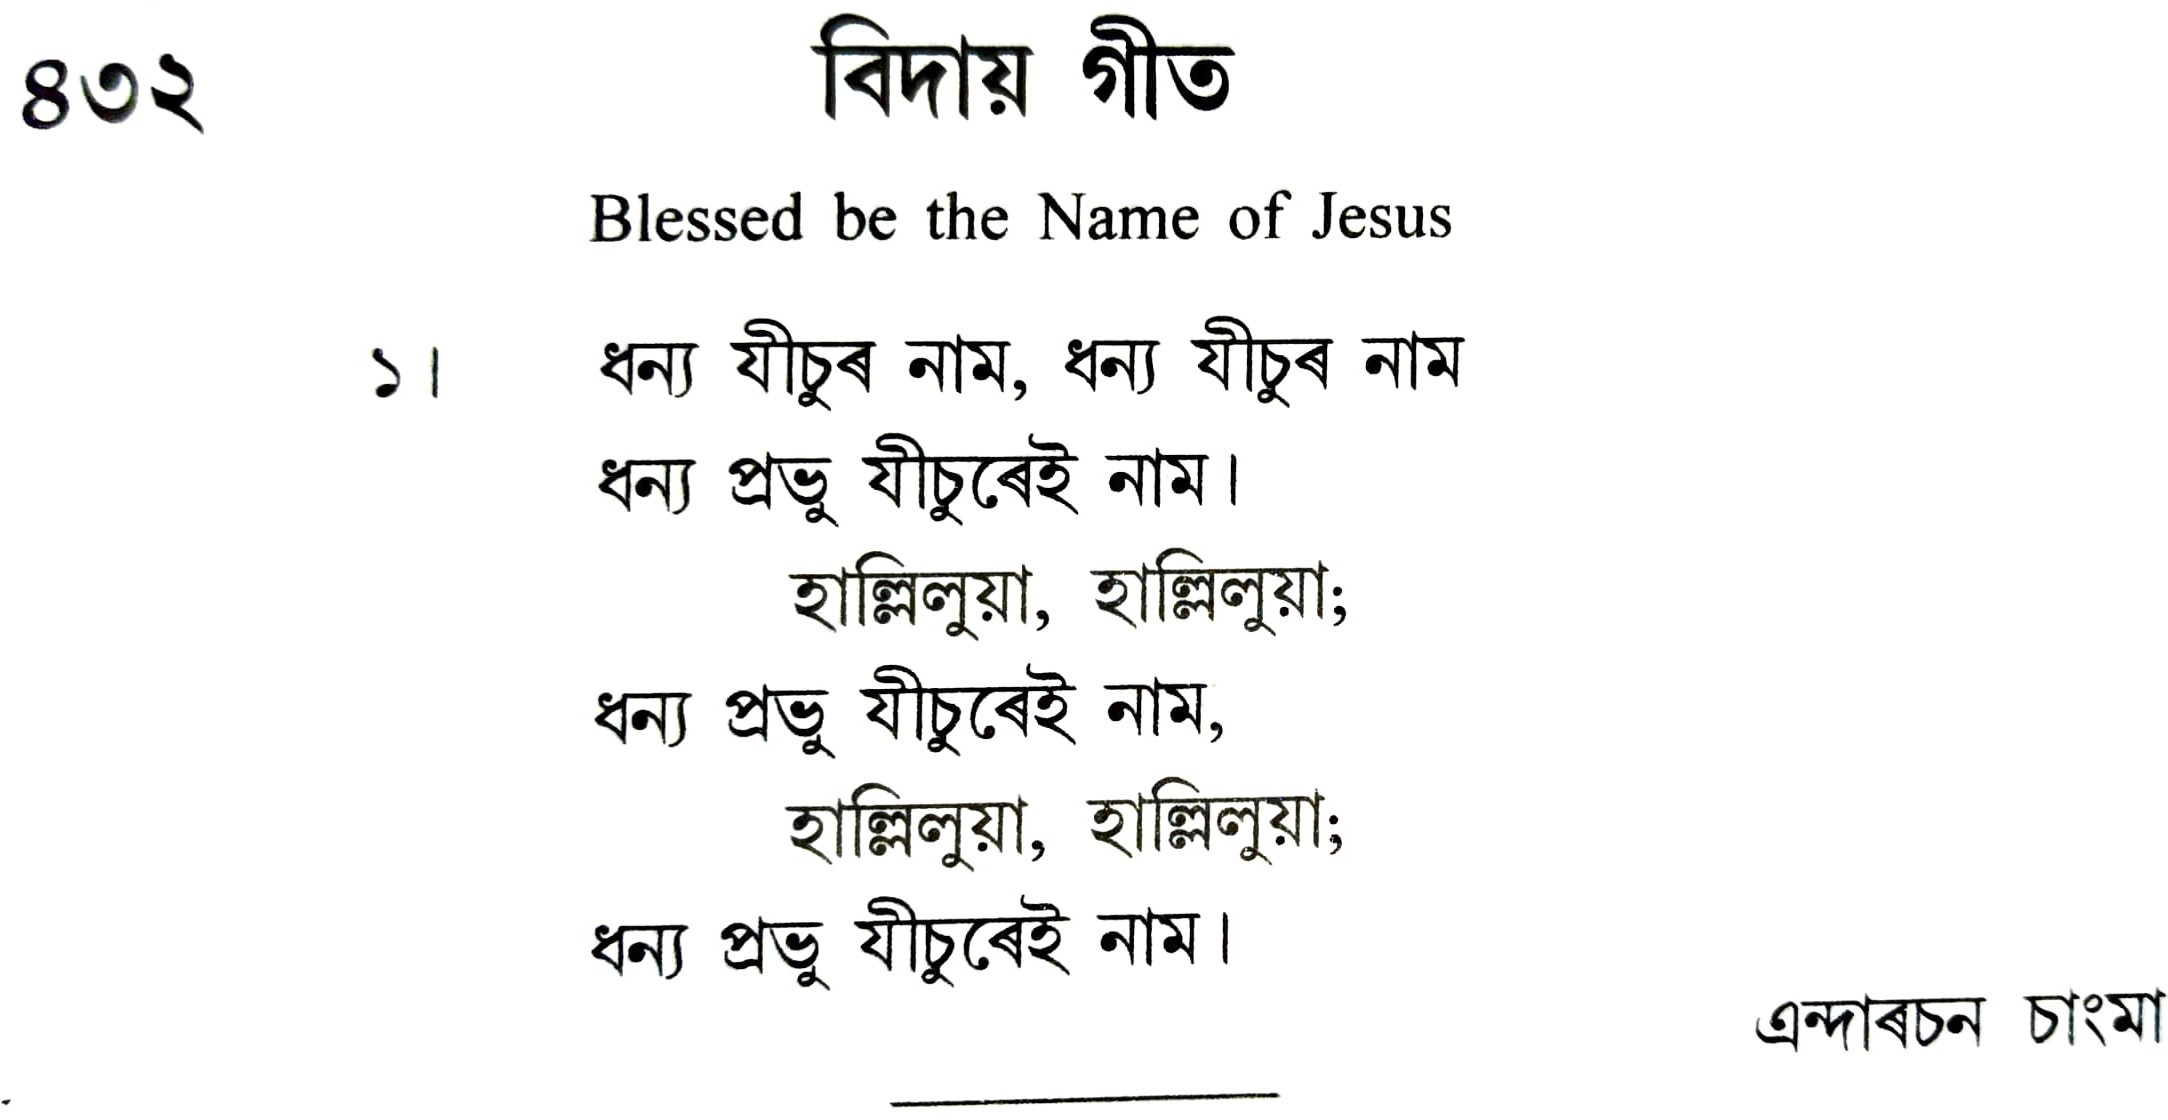 ৪৩২ বিদায় গীত
Blessed be the Name of Jesus
১। ধন্য যীচুৰ নাম, ধন্য যীচুৰ নাম
ধন্য প্ৰভু যীচুৰেই নাম।
হাল্লিলুয়া, হাল্লিলুয়া;
ধন্য প্ৰভু যীচুৰেই নাম,
হাল্লিলুয়া, হাল্লিলুয়া;
ধন্য প্ৰভু যীচুৰেই নাম।
এন্দাৰচন চাংমা